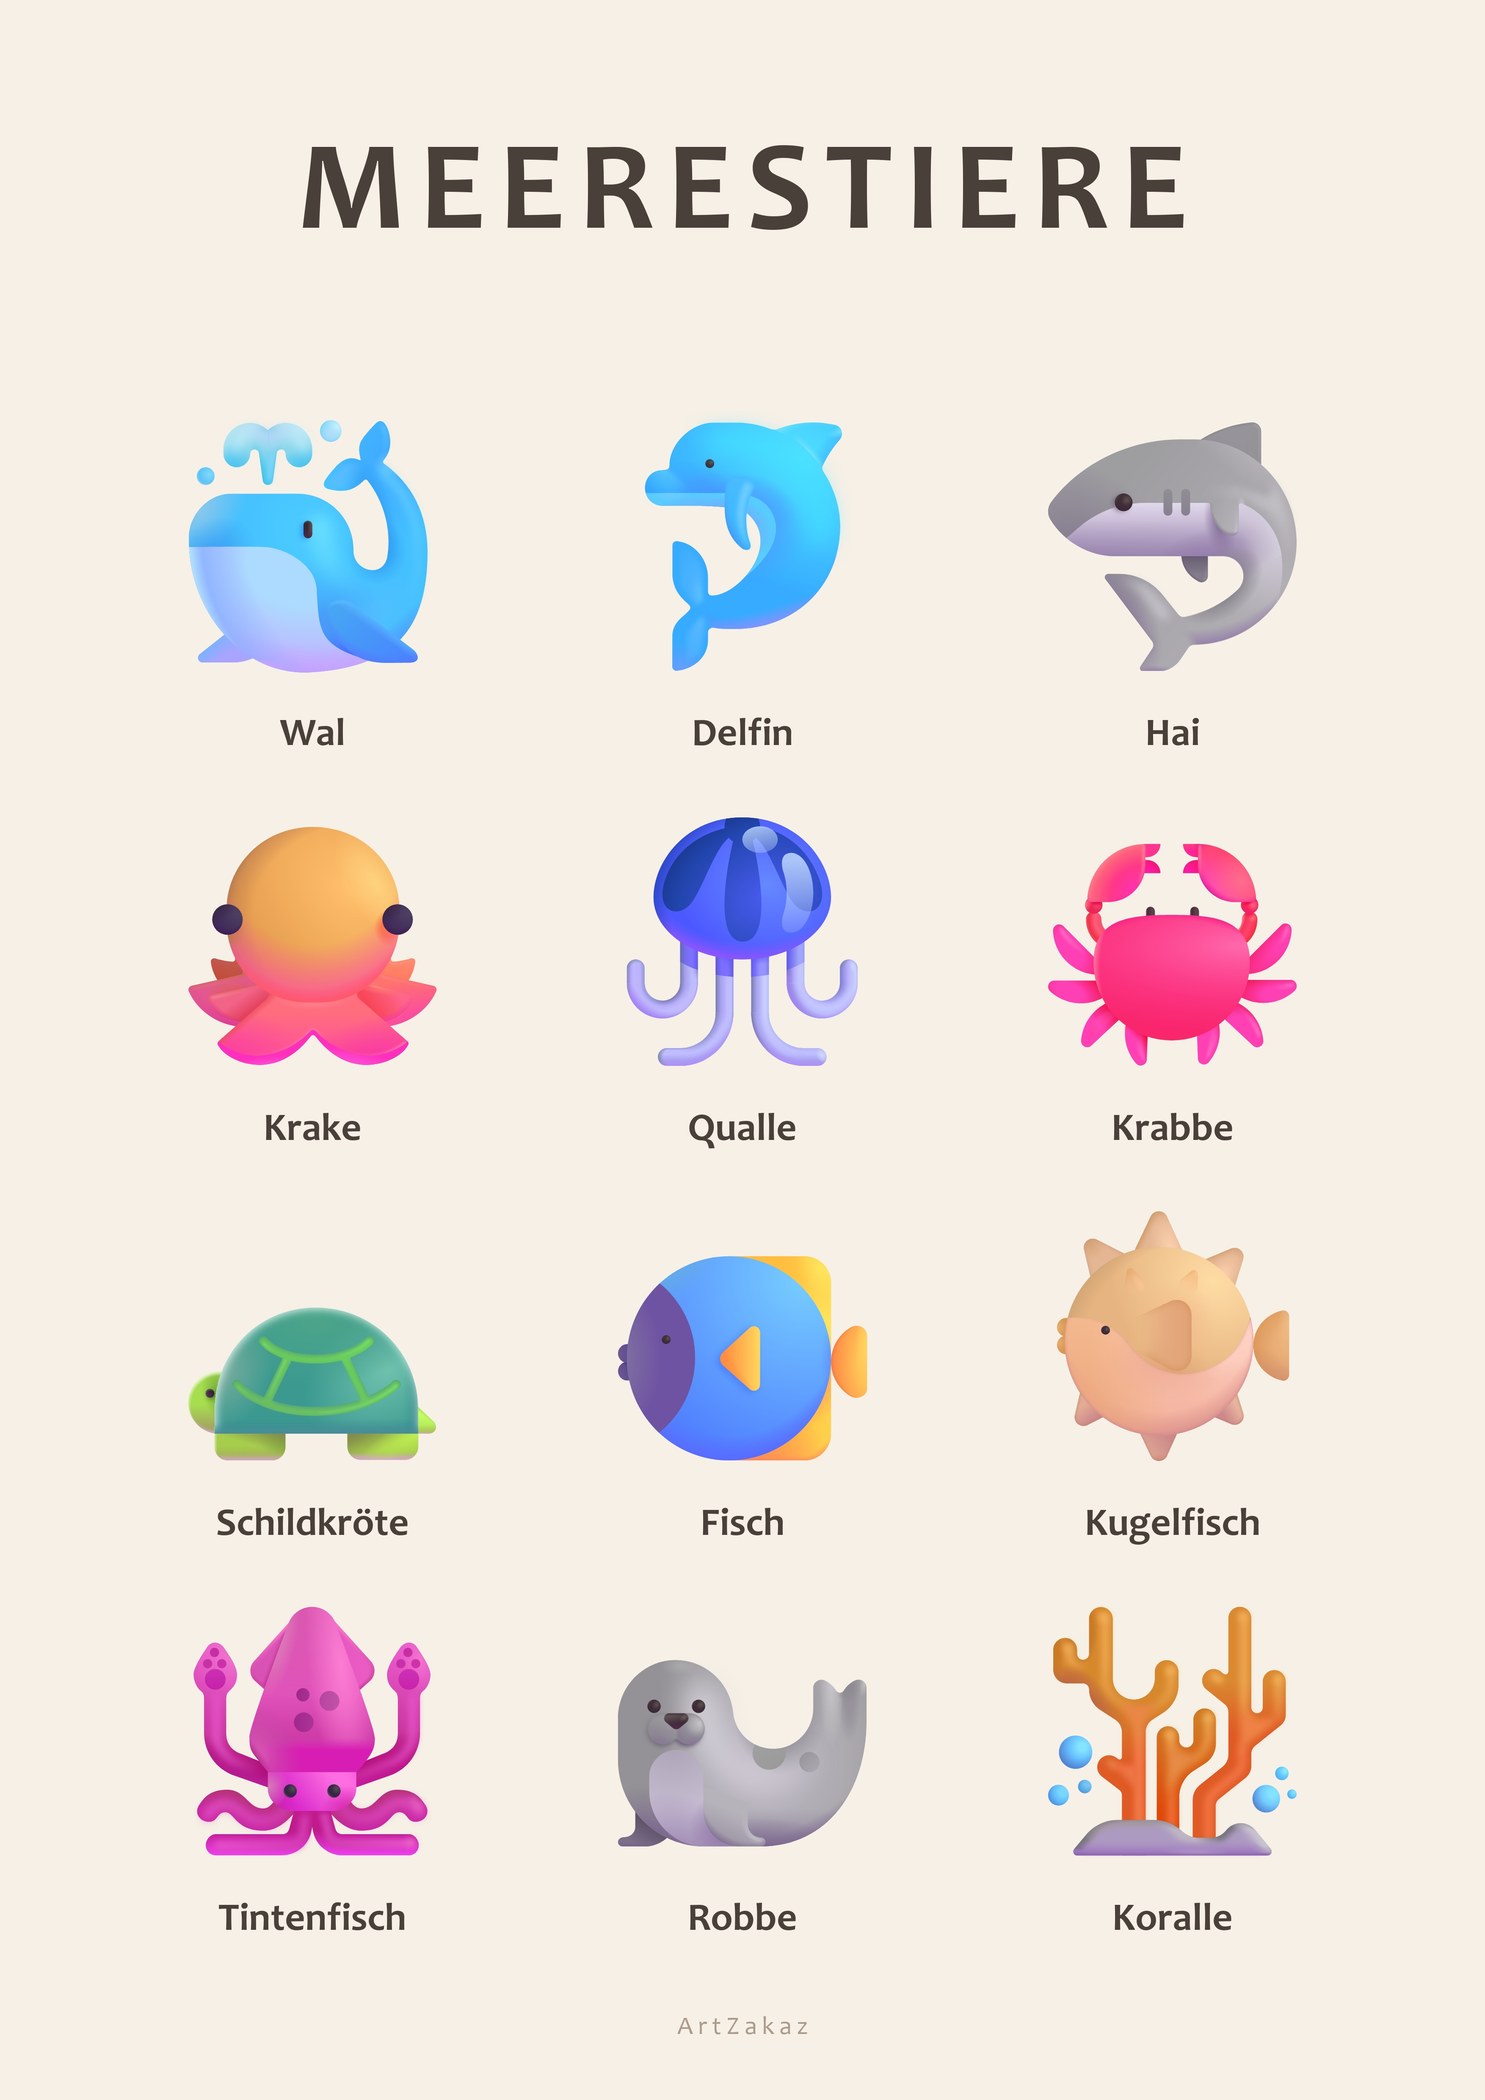 MEERESTIERE
Wal
Delfin
Hai
Krake
Qualle
Krabbe
Schildkröte
Fisch
Kugelfisch
Tintenfisch
Robbe
Koralle
ArtZakaz